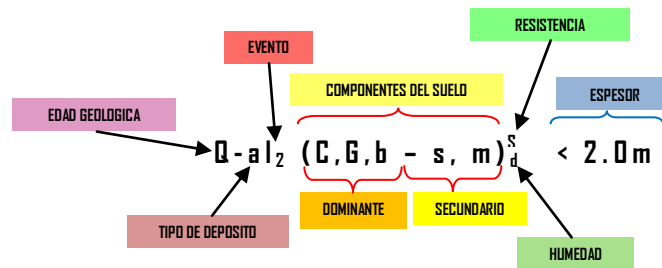 RESISTENCIA
EVENTO
COMPONENTES DEL SUELO
ESPESOR
EDAD GEOLOGICA
Q-al2 (C,G,b – s, m)S d < 2.0m
DOMINANTE
SECUNDARIO
TIPO DE DEPOSITO
HUMEDAD